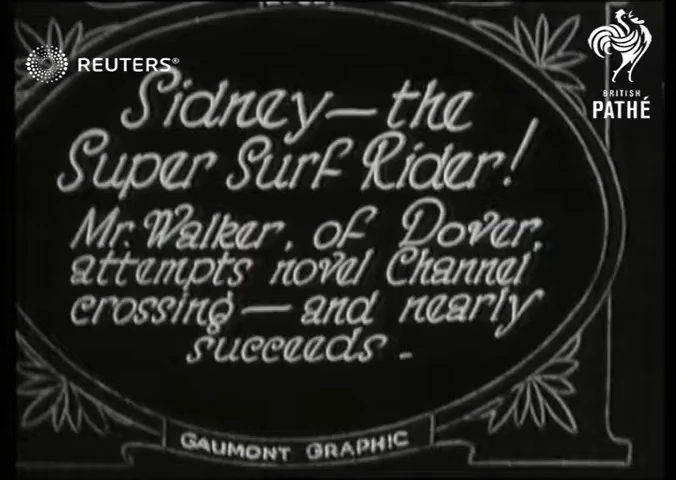 REUTERS®
BRITISH
PATHÉ
Sidney — the
Super Surf Rider!
Mr. Walker, of Dover,
attempts novel Channel
crossing — and nearly
succeeds.
GAUMONT GRAPHIC